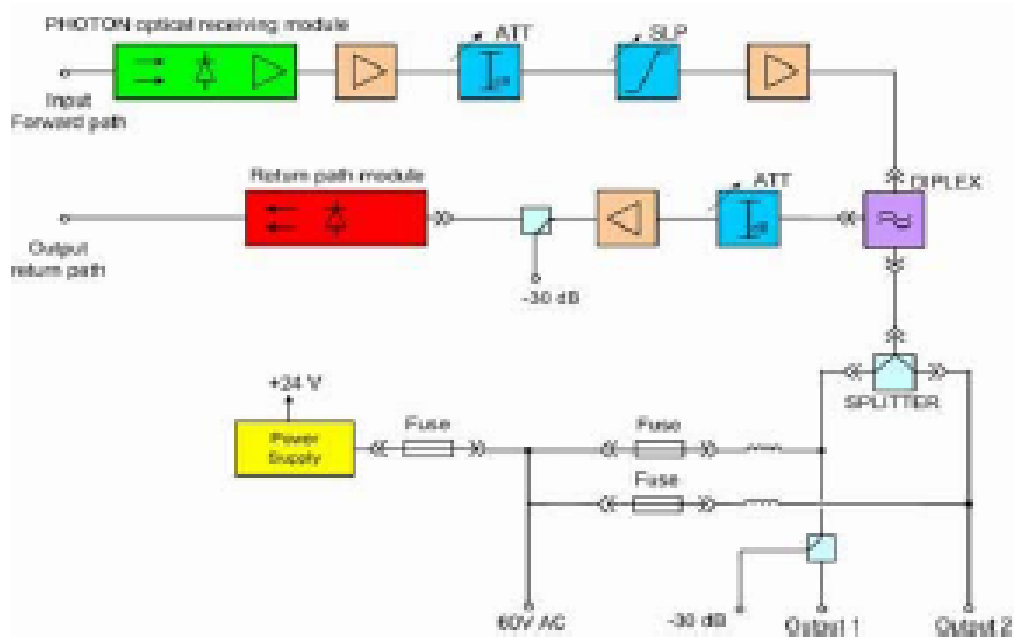 PHOTON optical receiving module
ATT
SLP
Input
Forward path
Return path module
ATT
DIPLEX
Output
return path
-30 dB
+24 V
SPLITTER
Power
Supply
Fuse
Fuse
Fuse
60V AC
-30 dB
Output 1
Output 2